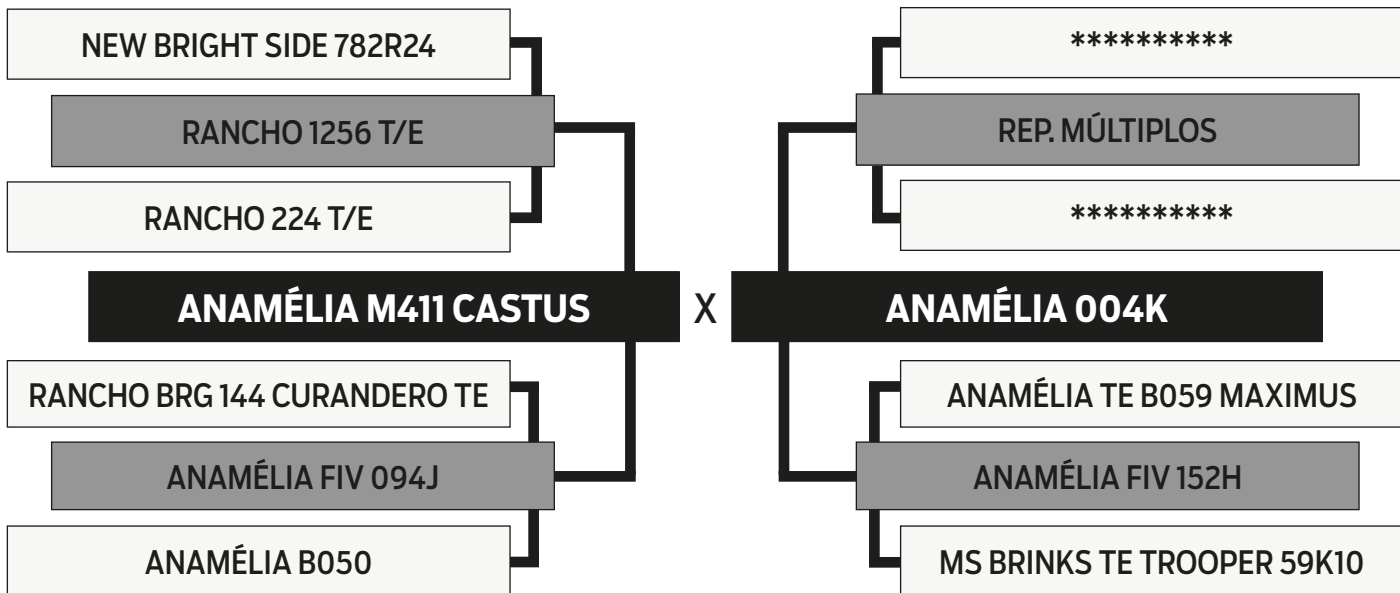 NEW BRIGHT SIDE 782R24
**********
RANCHO 1256 T/E
REP. MÚLTIPLOS
RANCHO 224 T/E
**********
ANAMÉLIA M411 CASTUS
X
ANAMÉLIA 004K
RANCHO BRG 144 CURANDERO TE
ANAMÉLIA TE B059 MAXIMUS
ANAMÉLIA FIV 094J
ANAMÉLIA FIV 152H
ANAMÉLIA B050
MS BRINKS TE TROOPER 59K10